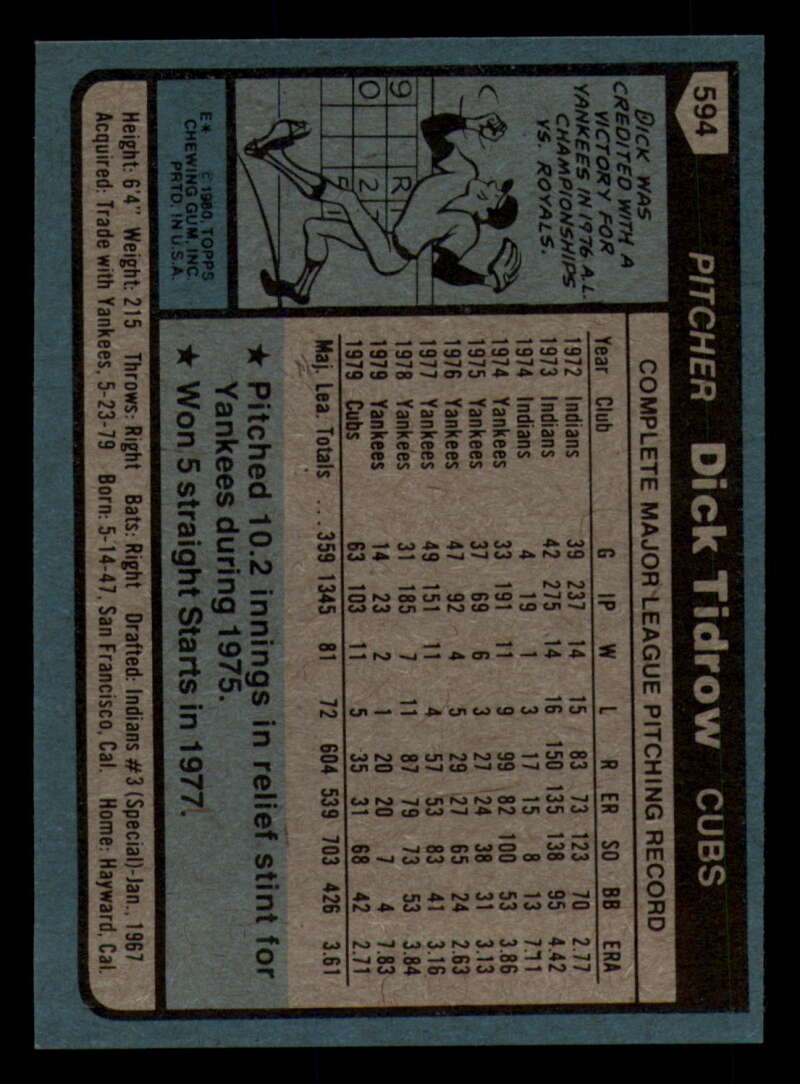 594 PITCHER Dick Tidrow CUBS
DICK WAS
CREDITED WITH A
VICTORY FOR
YANKEES IN 1976 A.L.
CHAMPIONSHIPS
VS. ROYALS.
9 R
0 2
E* © 1980, TOPPS
CHEWING GUM, INC.
PRTD. IN U.S.A.
COMPLETE MAJOR LEAGUE PITCHING RECORD
Year Club G IP W L R ER SO BB ERA
1972 Indians 39 237 14 15 83 73 123 70 2.77
1973 Indians 42 275 14 16 150 135 138 95 4.42
1974 Indians 4 19 1 3 17 15 8 13 7.11
1974 Yankees 33 191 11 9 99 82 100 53 3.86
1975 Yankees 37 69 6 3 27 24 38 31 3.13
1976 Yankees 47 92 4 5 29 27 65 24 2.63
1977 Yankees 49 151 11 4 57 53 83 41 3.16
1978 Yankees 31 185 7 11 87 79 73 53 3.84
1979 Yankees 14 23 2 1 20 20 7 4 7.83
1979 Cubs 63 103 11 5 35 31 68 42 2.71
Maj. Lea. Totals ...359 1345 81 72 604 539 703 426 3.61
★ Pitched 10.2 innings in relief stint for
Yankees during 1975.
★ Won 5 straight Starts in 1977.
Height: 6'4" Weight: 215 Throws: Right Bats: Right Drafted: Indians #3 (Special)-Jan., 1967
Acquired: Trade with Yankees, 5-23-79 Born: 5-14-47, San Francisco, Cal. Home: Hayward, Cal.